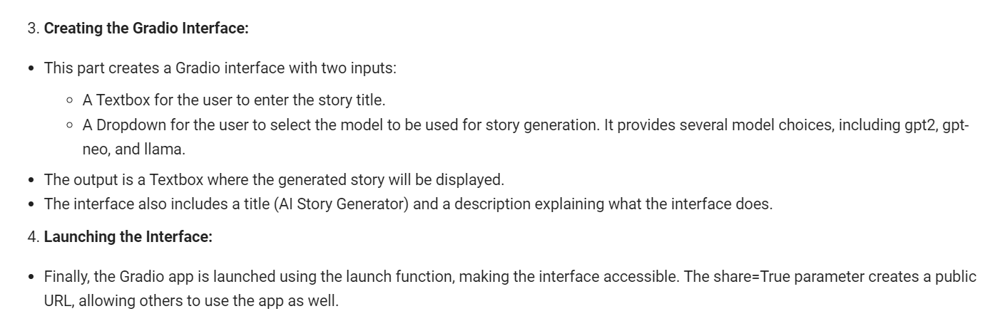 3. Creating the Gradio Interface:
• This part creates a Gradio interface with two inputs:
○ A Textbox for the user to enter the story title.
○ A Dropdown for the user to select the model to be used for story generation. It provides several model choices, including gpt2, gpt-
neo, and llama.
• The output is a Textbox where the generated story will be displayed.
• The interface also includes a title (AI Story Generator) and a description explaining what the interface does.
4. Launching the Interface:
• Finally, the Gradio app is launched using the launch function, making the interface accessible. The share=True parameter creates a public
URL, allowing others to use the app as well.